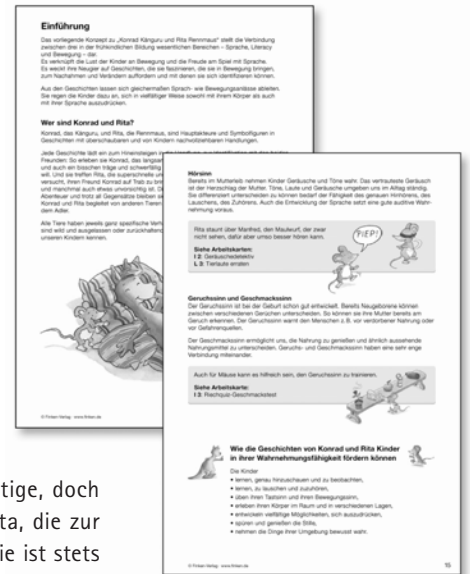 Einführung
Das vorliegende Konzept zu „Konrad Känguru und Rita Rennmaus“ stellt die Verbindung
zwischen drei in der frühkindlichen Bildung wesentlichen Bereichen – Sprache, Literacy
und Bewegung – dar.
Es verknüpft die Lust der Kinder an Bewegung und die Freude am Spiel mit Sprache.
Es weckt ihre Neugier auf Geschichten, die sie faszinieren, die sie in Bewegung bringen,
zum Nachahmen und Verändern auffordern und mit denen sie sich identifizieren können.
Aus den Geschichten lassen sich gleichermaßen Sprach- wie Bewegungsanlässe ableiten.
Sie regen die Kinder dazu an, sich in vielfältiger Weise sowohl mit ihrem Körper als auch
mit ihrer Sprache auszudrücken.
Wer sind Konrad und Rita?
Konrad, das Känguru, und Rita, die Rennmaus, sind Hauptakteure und Symbolfiguren in
Geschichten mit überschaubaren und von Kindern nachvollziehbaren Handlungen.
Jede Geschichte lädt ein zum Hineinsteigen in
Freunden: So erleben sie Konrad, das langsam
und auch ein bisschen träge und schwerfällig
will. Und sie treffen Rita, die superschnelle un
versucht, ihren Freund Konrad auf Trab zu brin
und manchmal auch etwas unvorsichtig ist. D
Abenteuer und trotz all Gegensätze bleiben se
Konrad und Rita begleitet von anderen Tieren
dem Adler.
Alle Tiere haben jeweils ganz spezifische Verh
sind wild und ausgelassen oder zurückhaltend
unseren Kindern kennen.
© Finken-Verlag · www.finken.de
Hörsinn
Bereits im Mutterleib nehmen Kinder Geräusche und Töne wahr. Das vertrauteste Geräusch
ist der Herzschlag der Mutter. Töne, Laute und Geräusche umgeben uns im Alltag ständig.
Sie differenziert unterscheiden zu können bedarf der Fähigkeit des genauen Hinhörens, des
Lauschens, des Zuhörens. Auch die Entwicklung der Sprache setzt eine gute auditive Wahr-
nehmung voraus.
Rita staunt über Manfred, den Maulwurf, der zwar
nicht sehen, dafür aber umso besser hören kann.
Siehe Arbeitskarten:
I 2: Geräuschedetektiv
L 3: Tierlaute erraten
PIEP!
Geruchssinn und Geschmackssinn
Der Geruchssinn ist bei der Geburt schon gut entwickelt. Bereits Neugeborene können
zwischen verschiedenen Gerüchen unterscheiden. So können sie ihre Mutter bereits am
Geruch erkennen. Der Geruchssinn warnt den Menschen z. B. vor verdorbener Nahrung oder
vor Gefahrenquellen.
Der Geschmackssinn ermöglicht uns, die Nahrung zu genießen und ähnlich aussehende
Nahrungsmittel zu unterscheiden. Geruchs- und Geschmackssinn haben eine sehr enge
Verbindung miteinander.
Auch für Mäuse kann es hilfreich sein, den Geruchssinn zu trainieren.
Siehe Arbeitskarte:
I 3: Riechquiz-Geschmackstest
Wie die Geschichten von Konrad und Rita Kinder
in ihrer Wahrnehmungsfähigkeit fördern können
Die Kinder
• lernen, genau hinzuschauen und zu beobachten,
• lernen, zu lauschen und zuzuhören,
• üben ihren Tastsinn und ihren Bewegungssinn,
• erleben ihren Körper im Raum und in verschiedenen Lagen,
• entwickeln vielfältige Möglichkeiten, sich auszudrücken,
• spüren und genießen die Stille,
• nehmen die Dinge ihrer Umgebung bewusst wahr.
© Finken-Verlag · www.finken.de
15
tige, doch
ta, die zur
ie ist stets